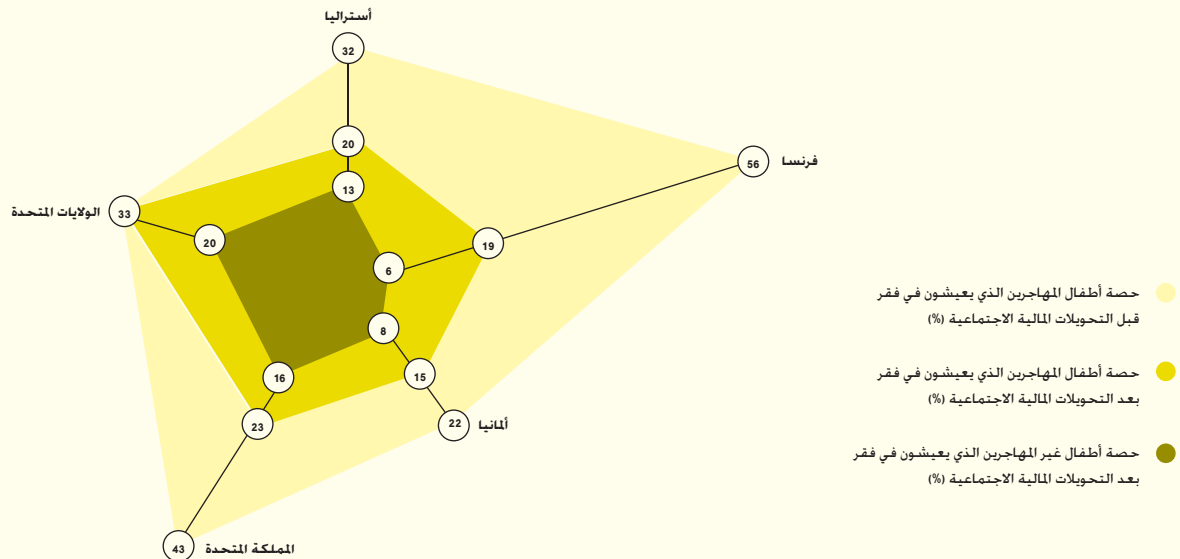 أستراليا
32
20
13
فرنسا
56
19
6
الولايات المتحدة
33
20
8
15
22
ألمانيا
16
23
43
المملكة المتحدة
حصة أطفال المهاجرين الذي يعيشون في فقر
قبل التحويلات المالية الاجتماعية (%)
حصة أطفال المهاجرين الذي يعيشون في فقر
بعد التحويلات المالية الاجتماعية (%)
حصة أطفال غير المهاجرين الذي يعيشون في فقر
بعد التحويلات المالية الاجتماعية (%)